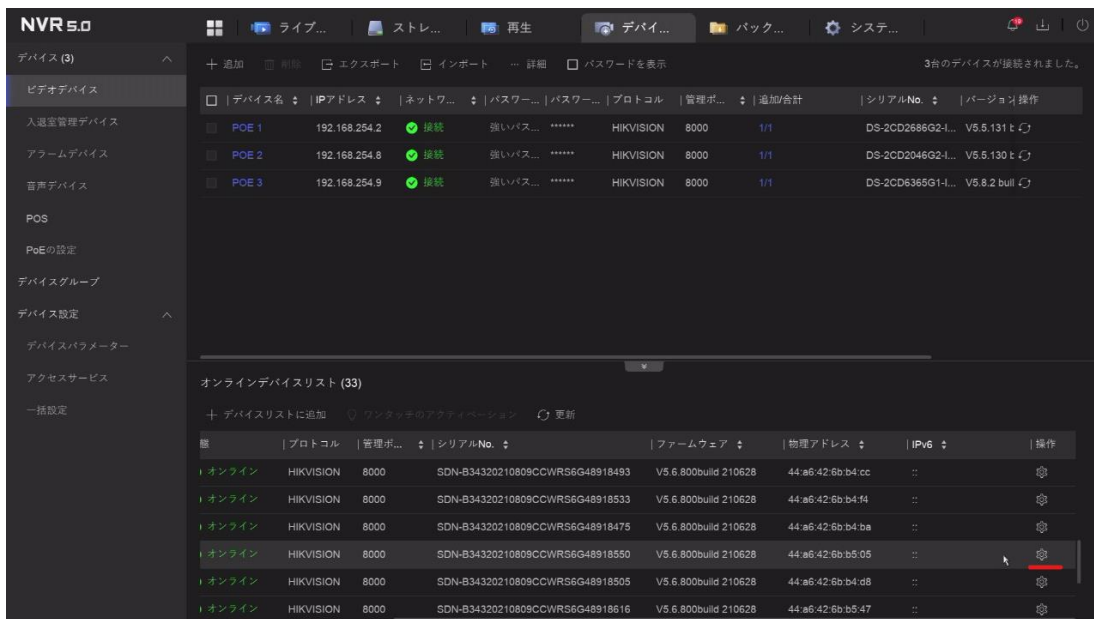 NVR 5.0
ライブ... ストレ... 再生 デバイ... バック... システ...
デバイス (3)
ビデオデバイス
入退室管理デバイス
アラームデバイス
音声デバイス
POS
PoEの設定
デバイスグループ
デバイス設定
デバイスパラメーター
アクセスサービス
一括設定
追加 削除 エクスポート インポート ... 詳細 パスワードを表示 3台のデバイスが接続されました。
デバイス名 IPアドレス ネットワ... パスワー... パスワー... プロトコル 管理ポ... 追加/合計 シリアルNo. バージョン 操作
POE 1 192.168.254.2 接続 強いパス... ****** HIKVISION 8000 1/1 DS-2CD2686G2-I... V5.5.131 t
POE 2 192.168.254.8 接続 強いパス... ****** HIKVISION 8000 1/1 DS-2CD2046G2-I... V5.5.130 t
POE 3 192.168.254.9 接続 強いパス... ****** HIKVISION 8000 1/1 DS-2CD6365G1-I... V5.8.2 buil
オンラインデバイスリスト (33)
デバイスリストに追加 ワンタッチのアクティベーション 更新
態 プロトコル 管理ポ... シリアルNo. ファームウェア 物理アドレス IPv6 操作
オンライン HIKVISION 8000 SDN-B34320210809CCWRS6G48918493 V5.6.800build 210628 44:a6:42:6b:b4:cc ::
オンライン HIKVISION 8000 SDN-B34320210809CCWRS6G48918533 V5.6.800build 210628 44:a6:42:6b:b4:f4 ::
オンライン HIKVISION 8000 SDN-B34320210809CCWRS6G48918475 V5.6.800build 210628 44:a6:42:6b:b4:ba ::
オンライン HIKVISION 8000 SDN-B34320210809CCWRS6G48918550 V5.6.800build 210628 44:a6:42:6b:b5:05 ::
オンライン HIKVISION 8000 SDN-B34320210809CCWRS6G48918505 V5.6.800build 210628 44:a6:42:6b:b4:d8 ::
オンライン HIKVISION 8000 SDN-B34320210809CCWRS6G48918616 V5.6.800build 210628 44:a6:42:6b:b5:47 ::